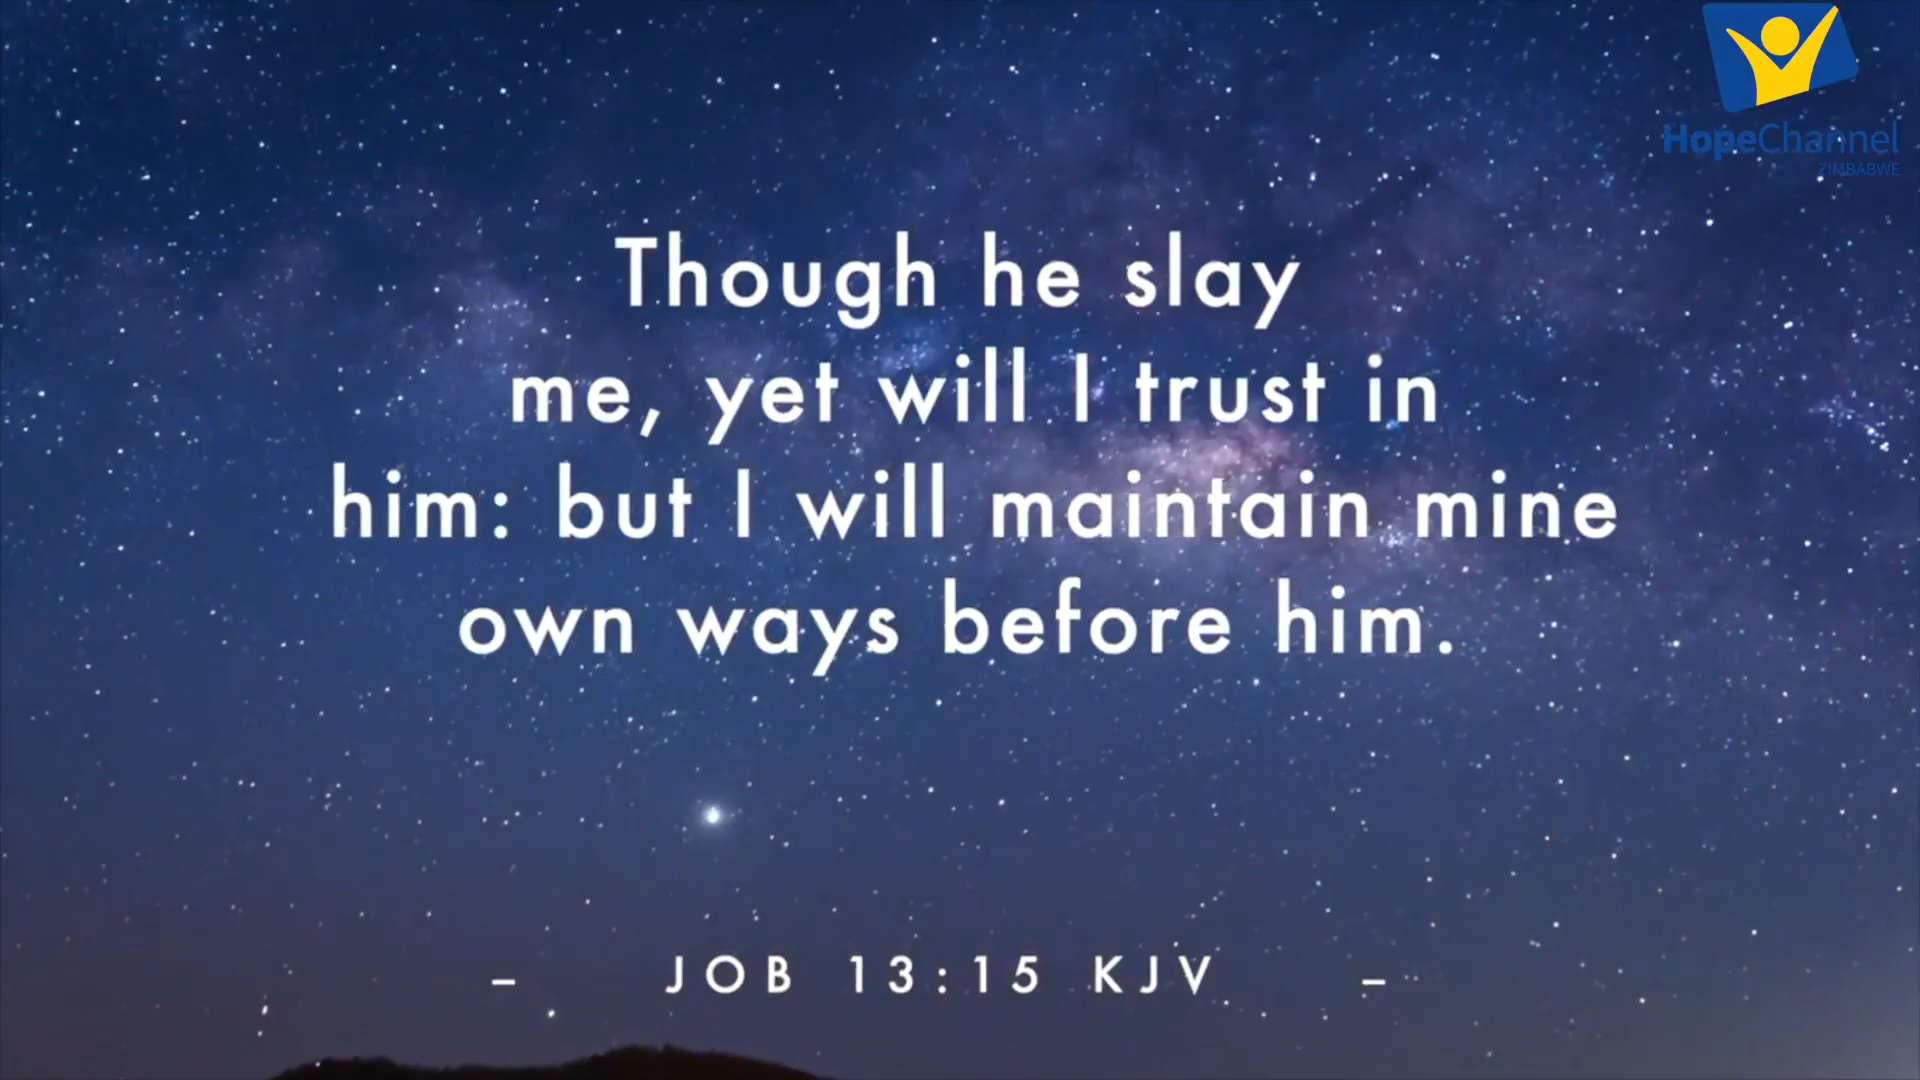 HopeChannel
ZIMBABWE
Though he slay
me, yet will I trust in
him: but I will maintain mine
own ways before him.
– JOB 13:15 KJV –